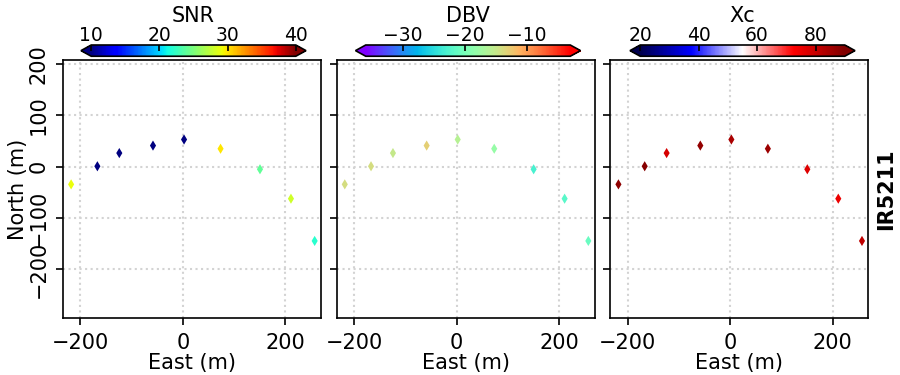 SNR DBV Xc
10 20 30 40 −30 −20 −10 20 40 60 80
200
100
0
−100
−200
North (m)
IR5211
−200 0 200 −200 0 200 −200 0 200
East (m) East (m) East (m)